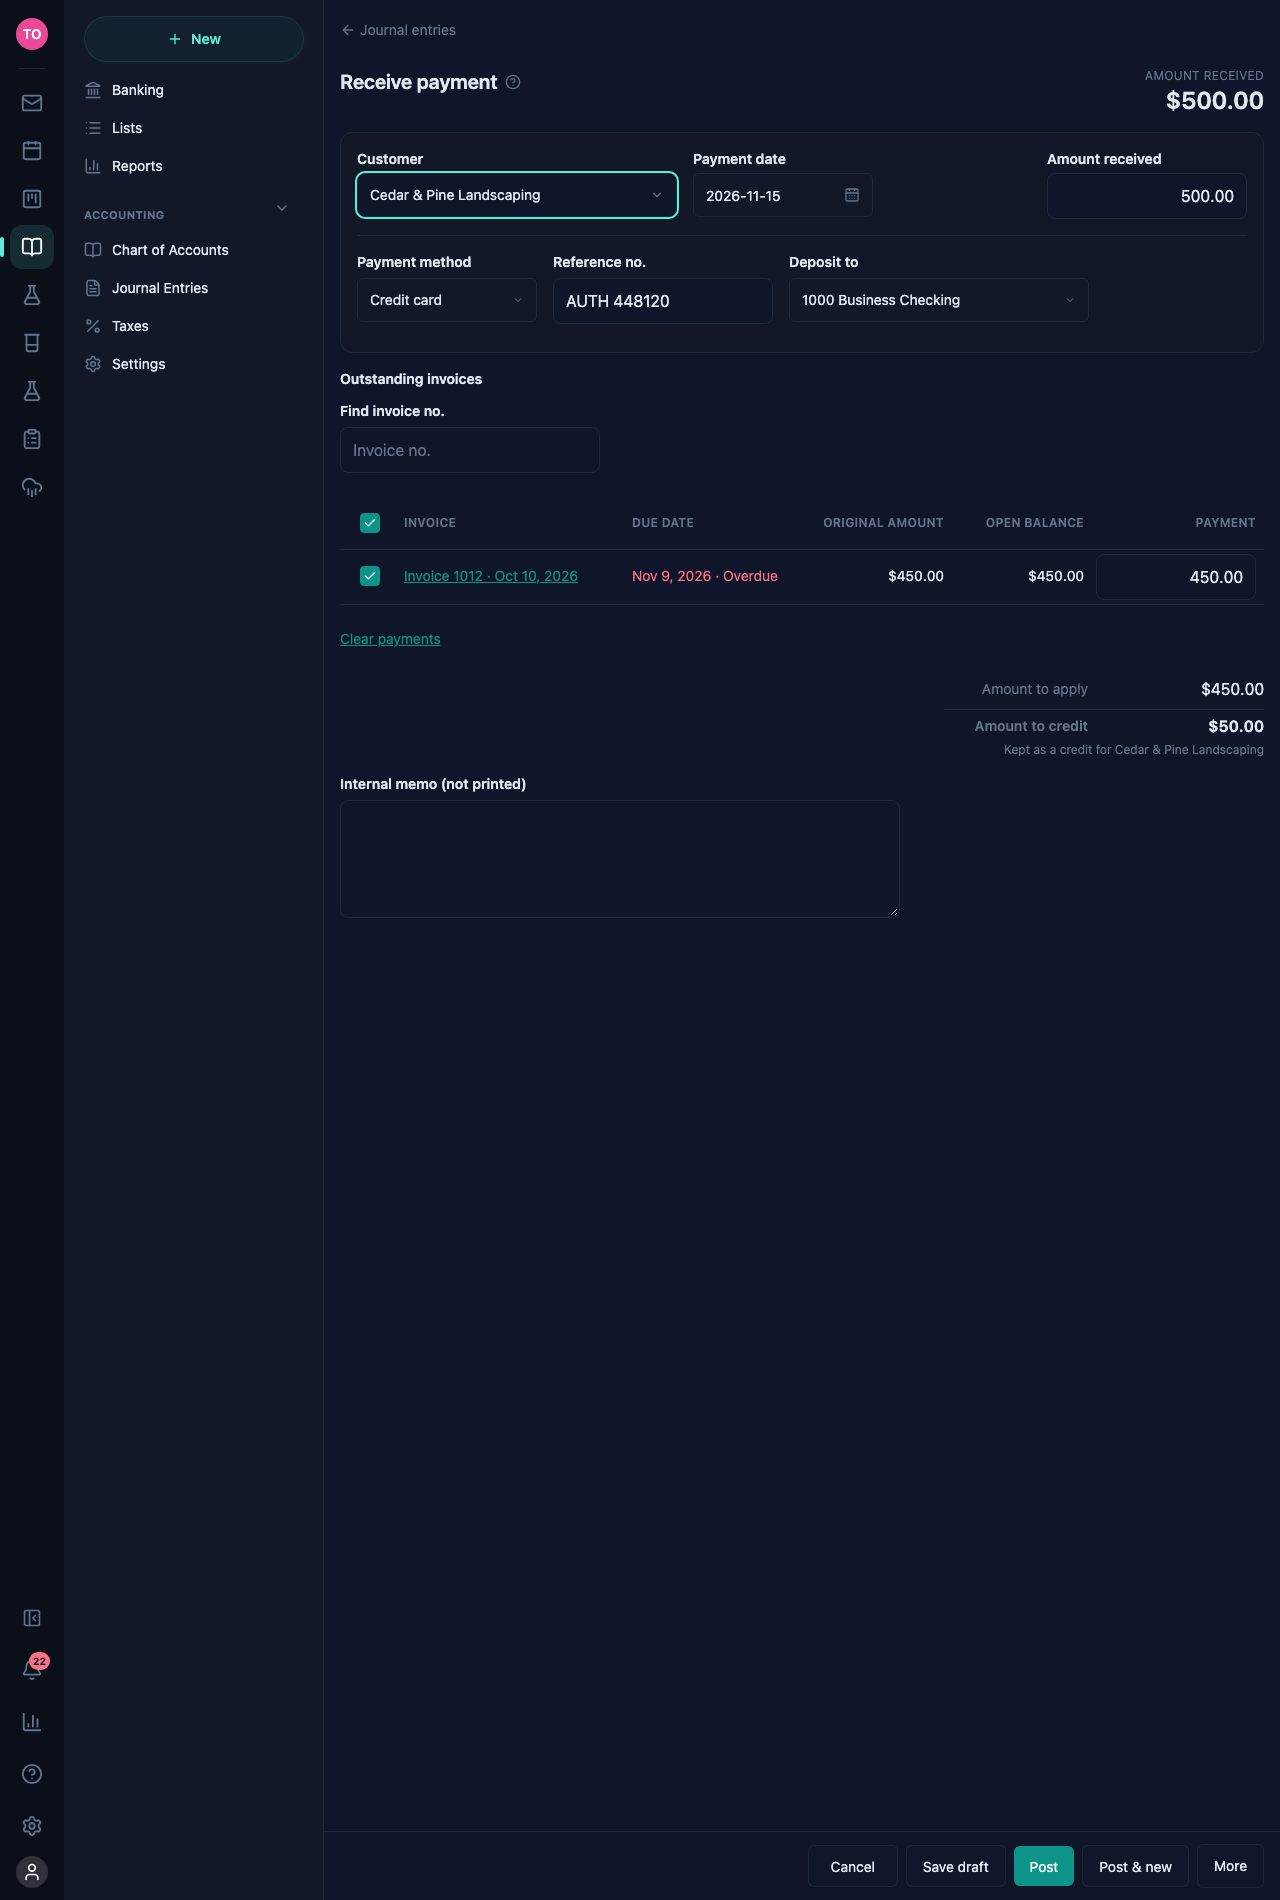 TO
New
Banking
Lists
Reports
ACCOUNTING
Chart of Accounts
Journal Entries
Taxes
Settings
22
Journal entries
Receive payment
AMOUNT RECEIVED
$500.00
Customer
Payment date
Amount received
Cedar & Pine Landscaping
2026-11-15
500.00
Payment method
Reference no.
Deposit to
Credit card
AUTH 448120
1000 Business Checking
Outstanding invoices
Find invoice no.
Invoice no.
INVOICE
DUE DATE
ORIGINAL AMOUNT
OPEN BALANCE
PAYMENT
Invoice 1012 · Oct 10, 2026
Nov 9, 2026 · Overdue
$450.00
$450.00
450.00
Clear payments
Amount to apply
$450.00
Amount to credit
$50.00
Kept as a credit for Cedar & Pine Landscaping
Internal memo (not printed)
Cancel
Save draft
Post
Post & new
More